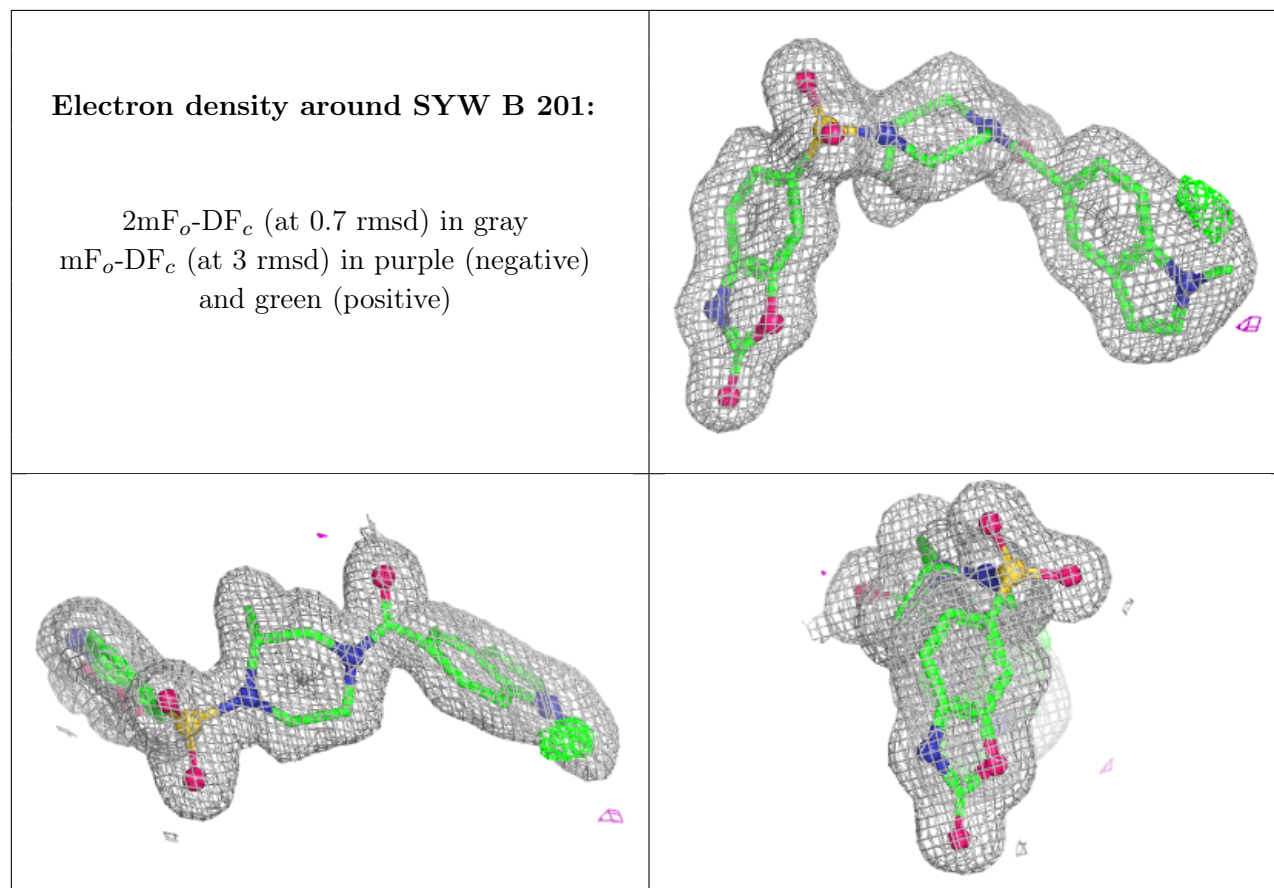 Electron density around SYW B 201:
2mFo-DFc (at 0.7 rmsd) in gray
mFo-DFc (at 3 rmsd) in purple (negative)
and green (positive)